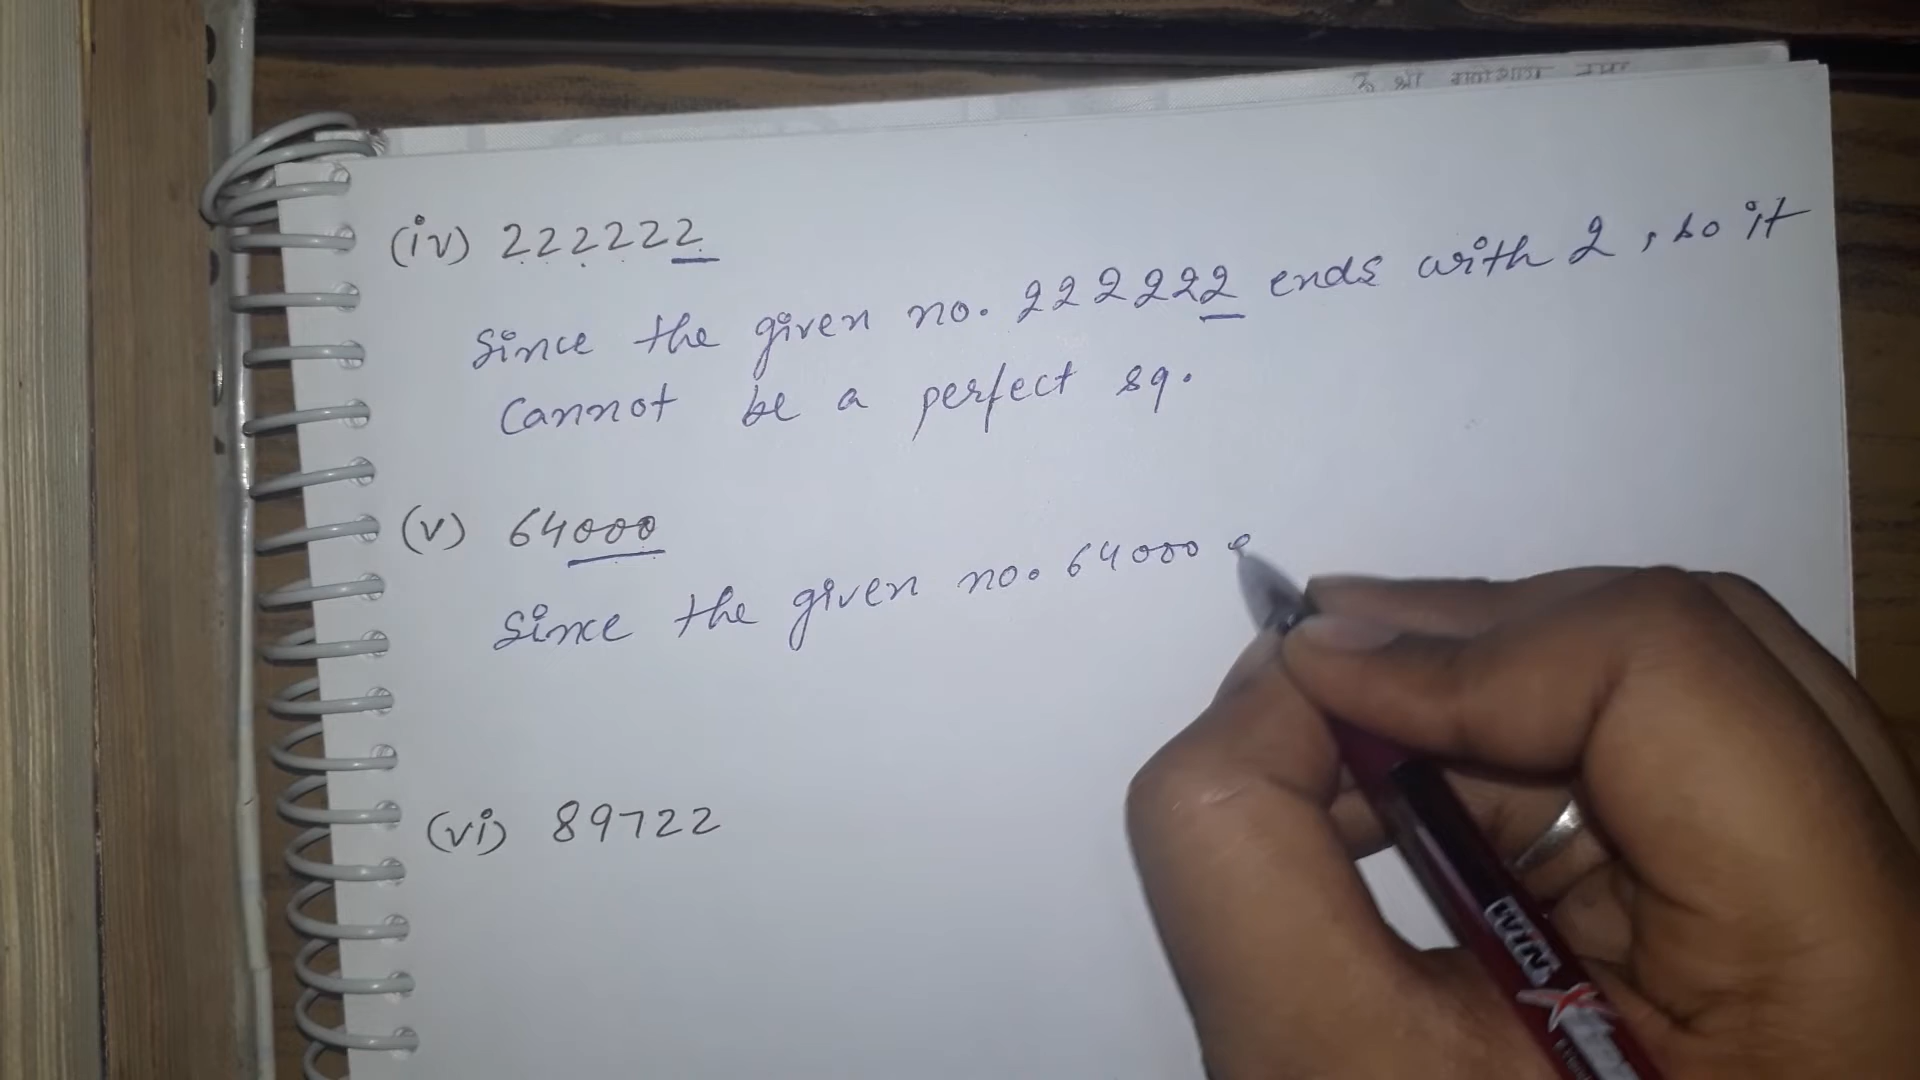 (iv) 222222
Since the given no. 222222 ends with 2, so it
cannot be a perfect sq.
(v) 64000
Since the given no. 64000 e
(vi) 89722
WIN